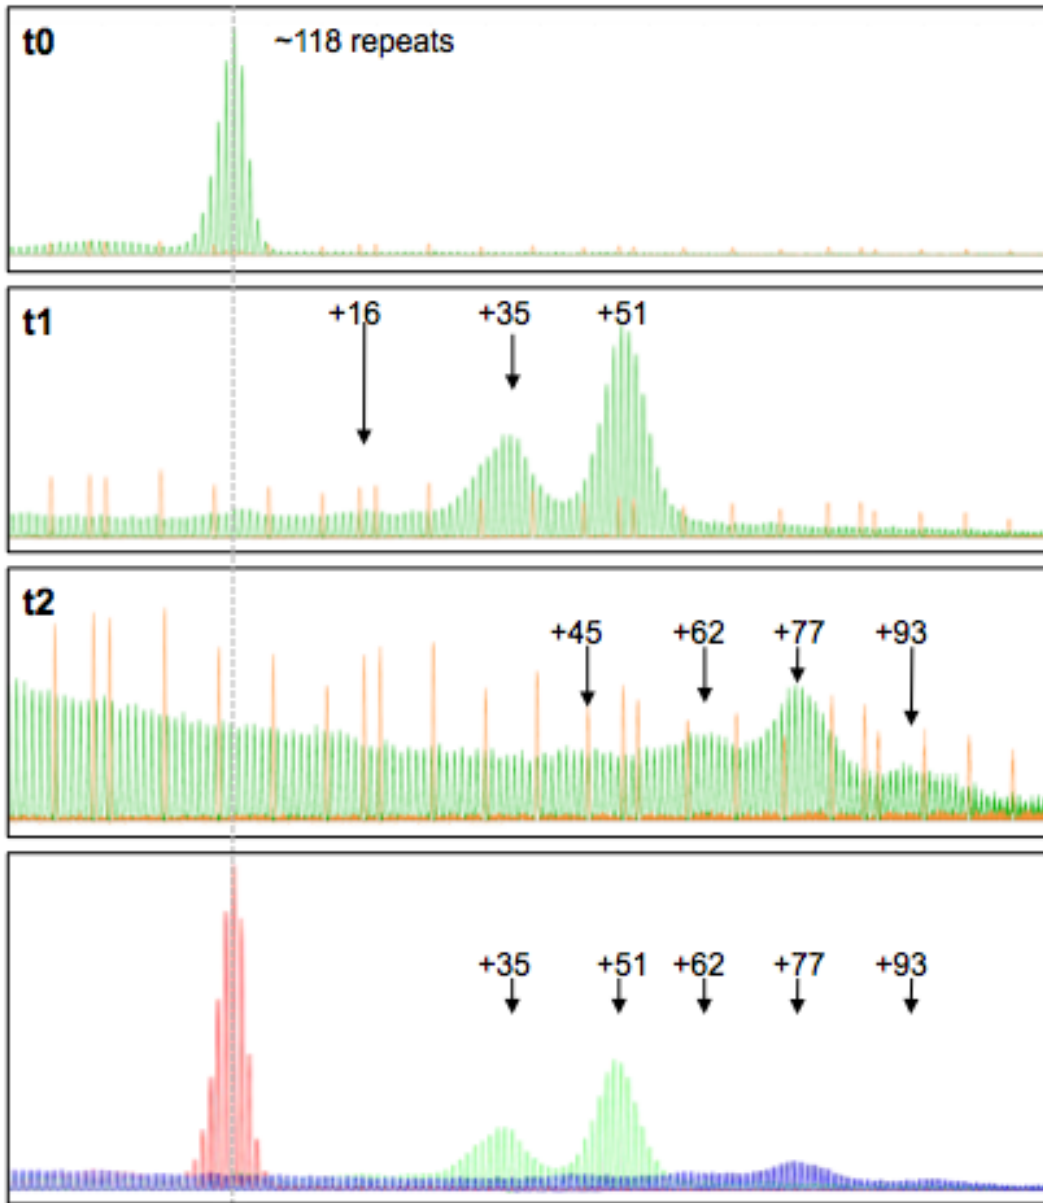 t0
~118 repeats
t1
+16 +35 +51
t2
+45 +62 +77 +93
+35 +51 +62 +77 +93